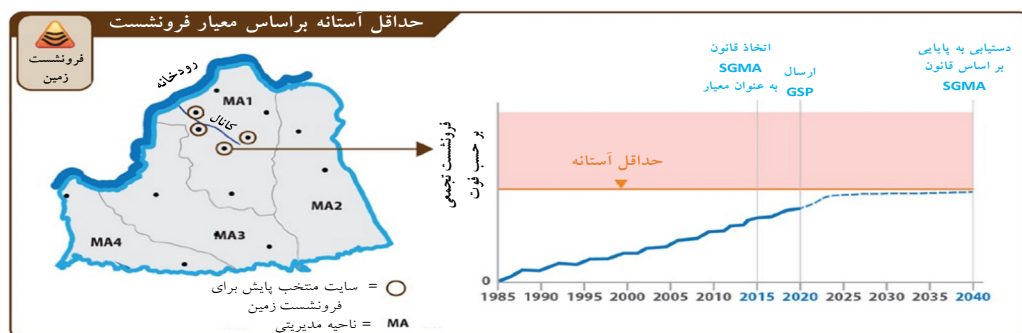 حداقل آستانه براساس معیار فرونشست
فرونشست
زمین
رودخانه
کانال
MA1
MA2
MA3
MA4
= سایت منتخب پایش برای
فرونشست زمین
MA = ناحیه مدیریتی
اتخاذ قانون
SGMA
به عنوان معیار
ارسال
GSP
دستیابی به پایایی
بر اساس قانون
SGMA
فرونشست تجمعی
بر حسب فوت
حداقل آستانه
0
1985 1990 1995 2000 2005 2010 2015 2020 2025 2030 2035 2040